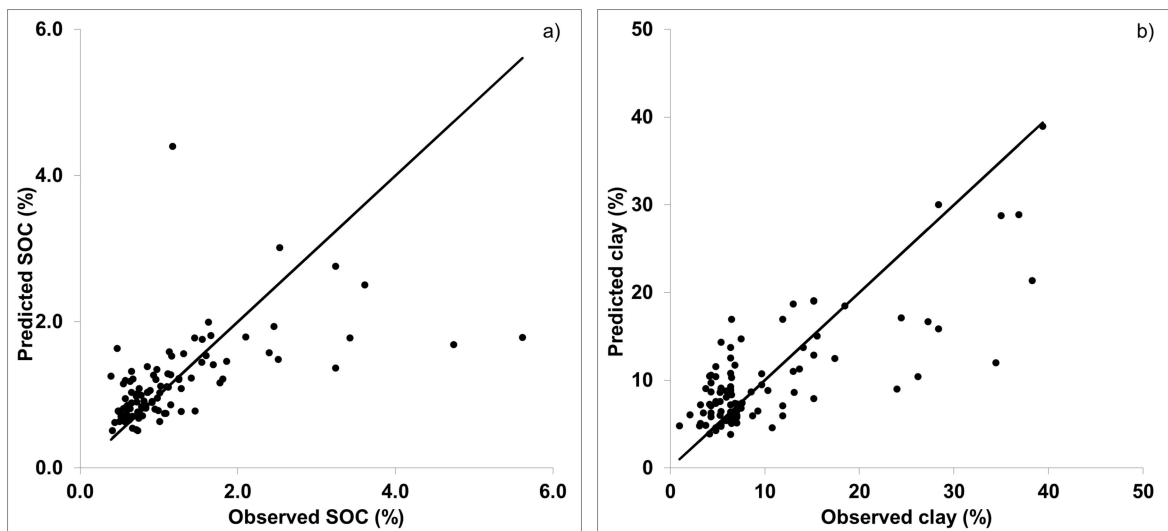 a)
6.0
4.0
2.0
0.0
Predicted SOC (%)
0.0 2.0 4.0 6.0
Observed SOC (%)
b)
50
40
30
20
10
0
Predicted clay (%)
0 10 20 30 40 50
Observed clay (%)